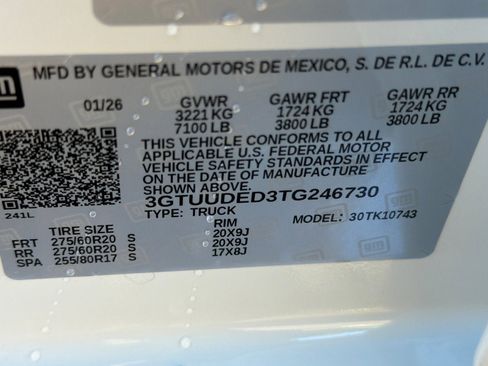 gm MFD BY GENERAL MOTORS DE MEXICO, S. DE R.L. DE C.V.
01/26 GVWR GAWR FRT GAWR RR
3221 KG 1724 KG 1724 KG
7100 LB 3800 LB 3800 LB
THIS VEHICLE CONFORMS TO ALL
APPLICABLE U.S. FEDERAL MOTOR
VEHICLE SAFETY STANDARDS IN EFFECT
ON THE DATE OF MANUFACTURE
SHOWN ABOVE.
3GTUUDED3TG246730
241L TYPE: TRUCK MODEL: 30TK10743
TIRE SIZE RIM
FRT 275/60R20 S 20X9J
RR 275/60R20 S 20X9J
SPA 255/80R17 S 17X8J